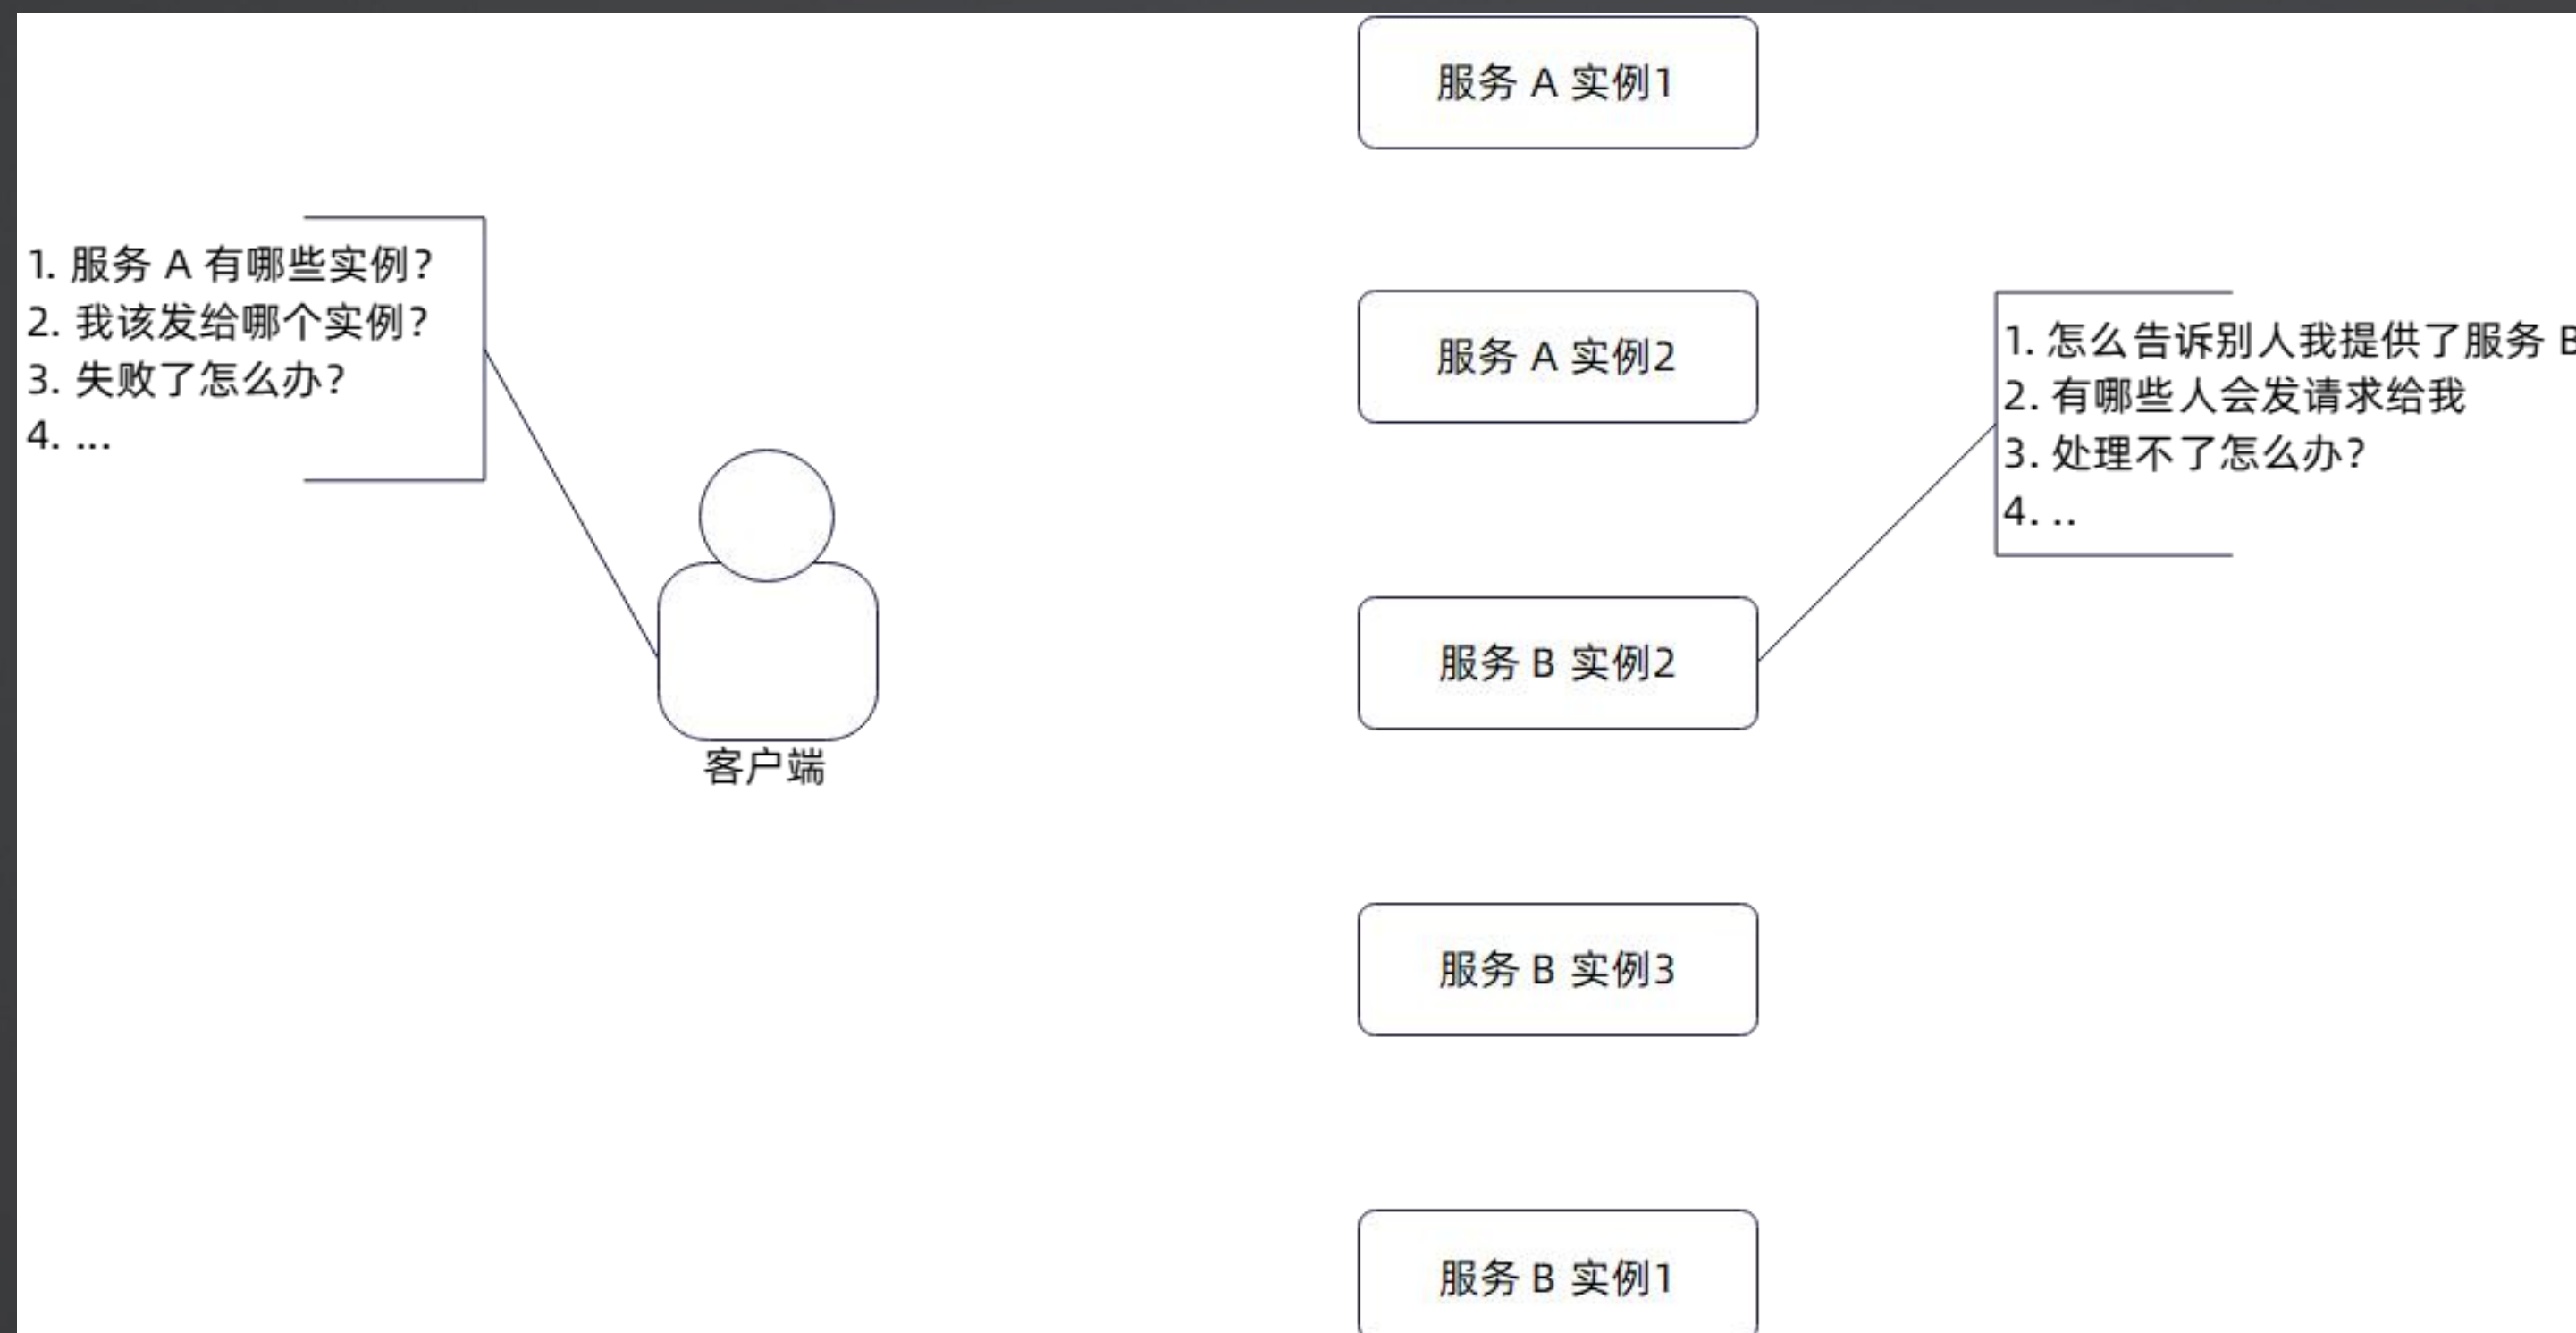 服务 A 实例1
1. 服务 A 有哪些实例?
2. 我该发给哪个实例?
3. 失败了怎么办?
4. ...
服务 A 实例2
1. 怎么告诉别人我提供了服务 B
2. 有哪些人会发请求给我
3. 处理不了怎么办?
4. ..
服务 B 实例2
客户端
服务 B 实例3
服务 B 实例1